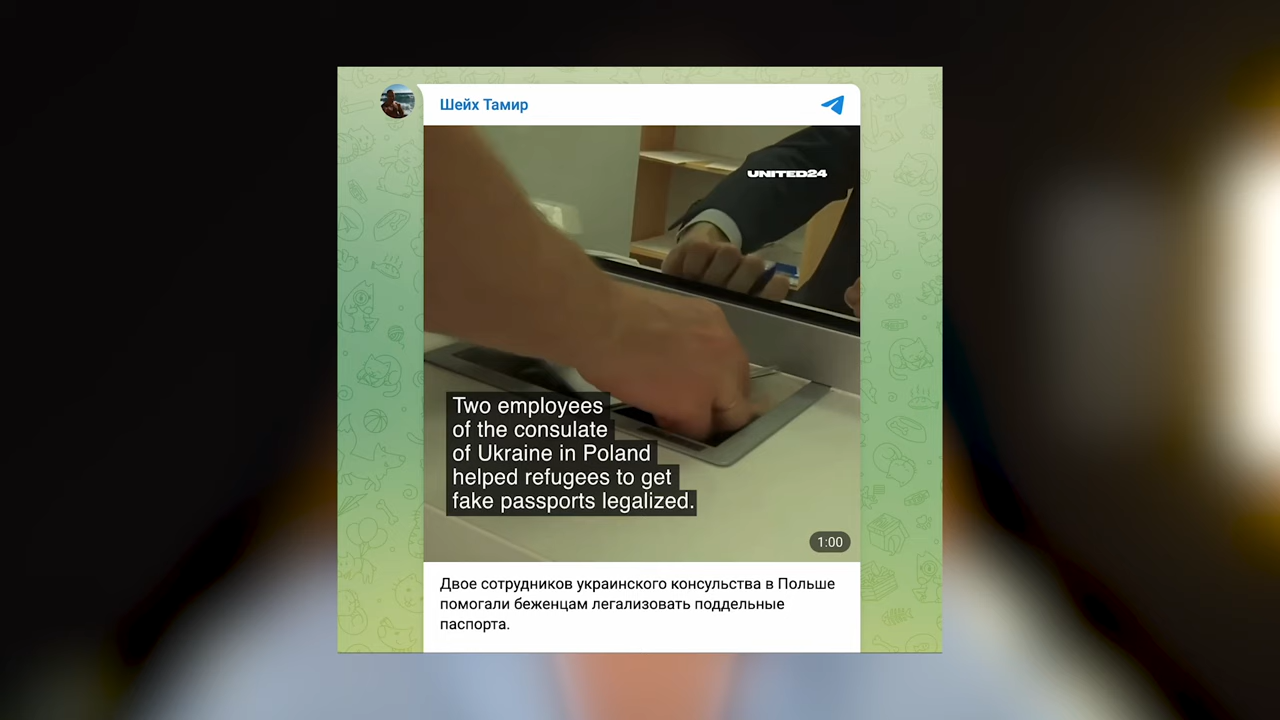 Шейх Тамир
UNITED24
Two employees
of the consulate
of Ukraine in Poland
helped refugees to get
fake passports legalized.
1:00
Двое сотрудников украинского консульства в Польше
помогали беженцам легализовать поддельные
паспорта.